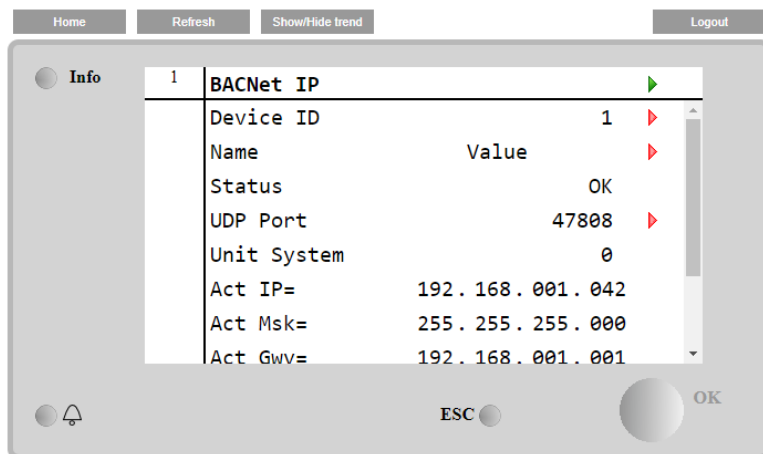 Home Refresh Show/Hide trend Logout
Info
1 BACNet IP
Device ID 1
Name Value
Status OK
UDP Port 47808
Unit System 0
Act IP= 192.168.001.042
Act Msk= 255.255.255.000
Act Gwy= 192.168.001.001
ESC OK